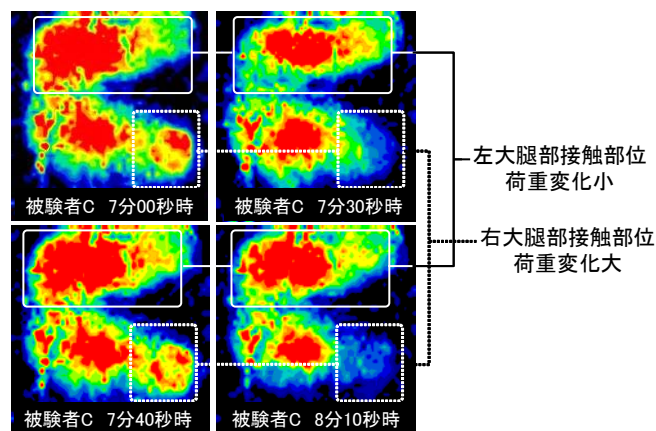 被験者C 7分00秒時
被験者C 7分30秒時
左大腿部接触部位
荷重変化小
右大腿部接触部位
荷重変化大
被験者C 7分40秒時
被験者C 8分10秒時